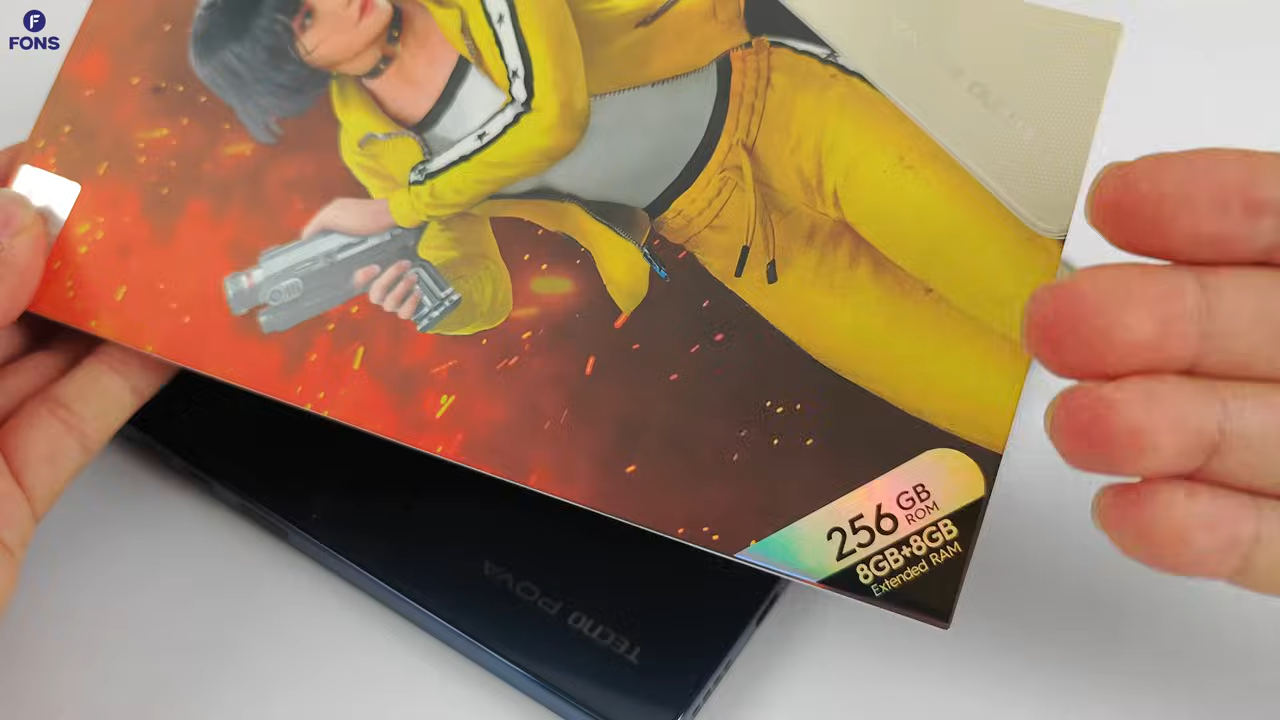 F
FONS
256 GB
ROM
8GB+8GB
Extended RAM
TECNO POVA